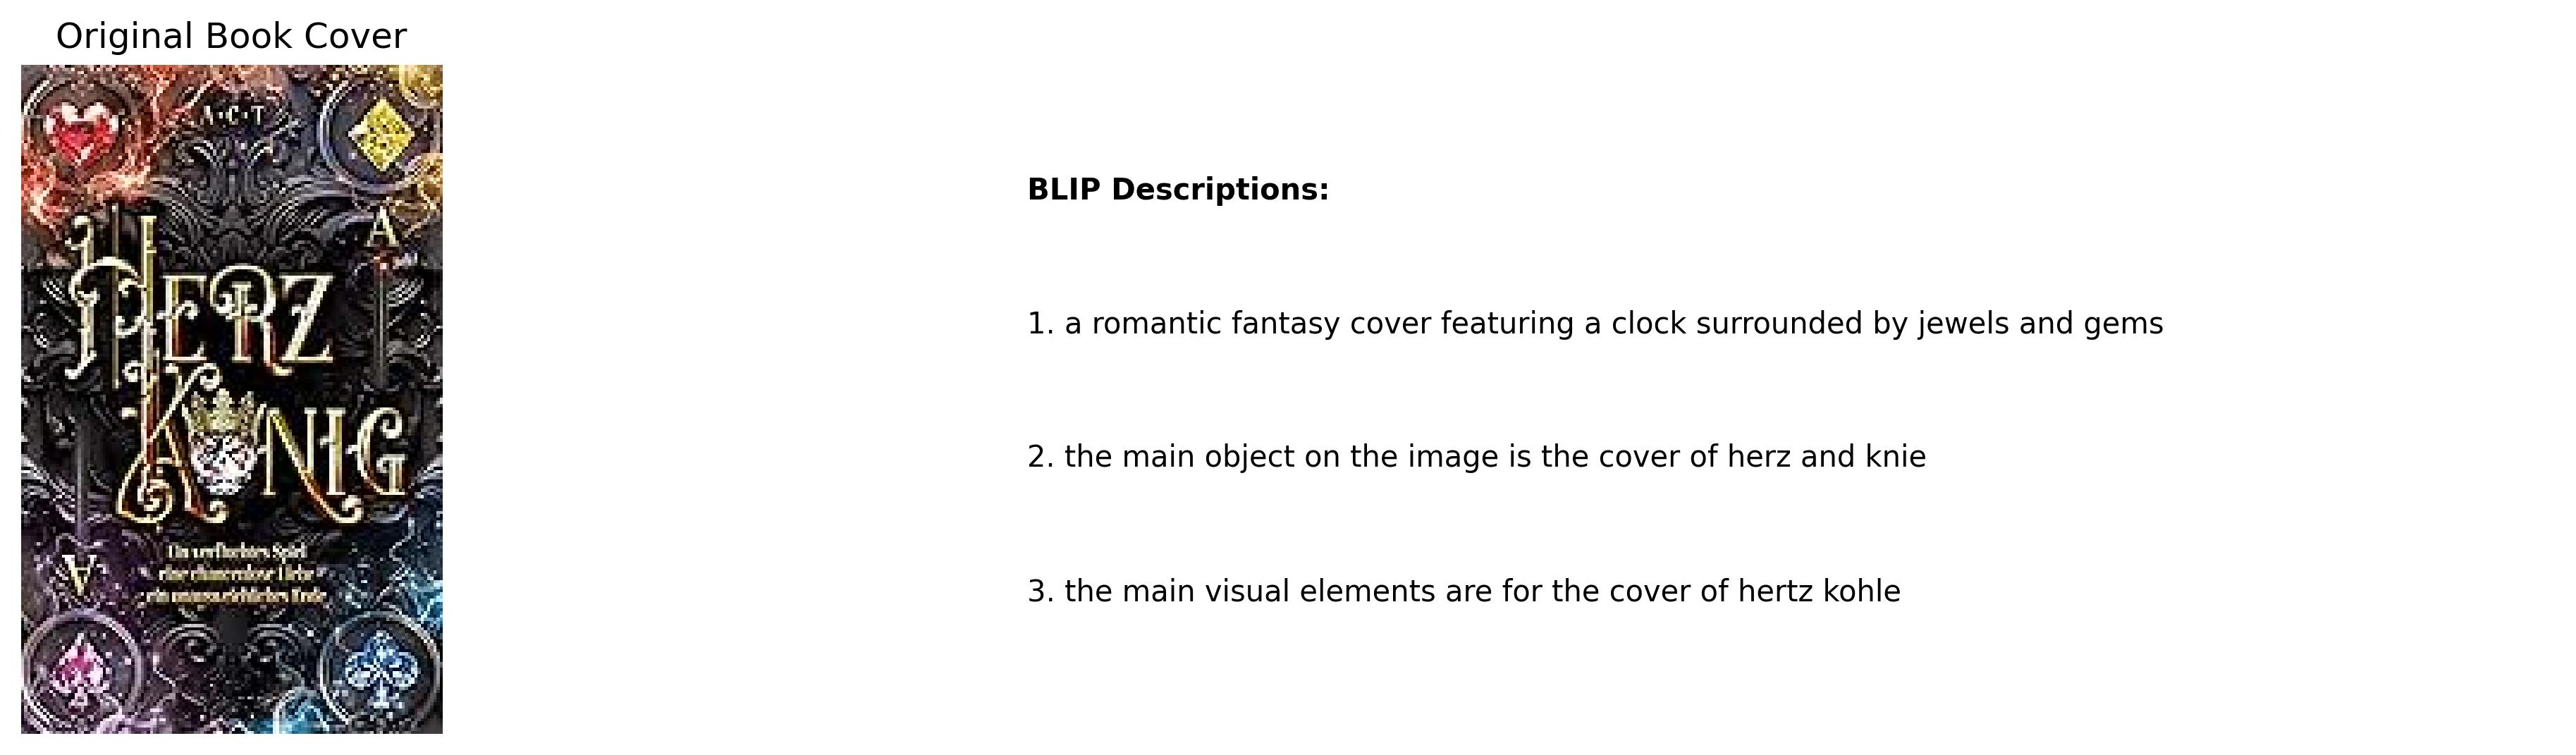 Original Book Cover
A·C·T
A
HERZ
KÖNIG
Ein verfluchtes Spiel
eine chancenlose Liebe
ein unausweichliches Ende
A
BLIP Descriptions:
1. a romantic fantasy cover featuring a clock surrounded by jewels and gems
2. the main object on the image is the cover of herz and knie
3. the main visual elements are for the cover of hertz kohle